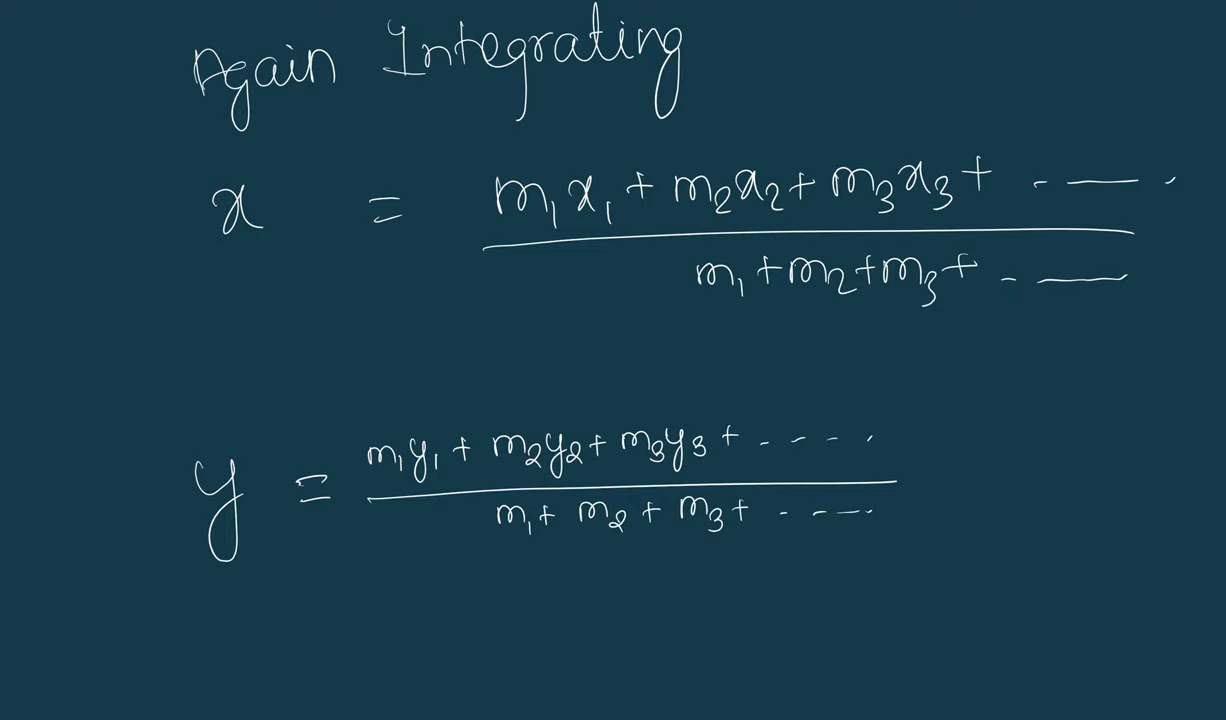 Again Integrating
x = m₁x₁ + m₂x₂ + m₃x₃ + - — .
m₁ + m₂ + m₃ + - —
y = m₁y₁ + m₂y₂ + m₃y₃ + - - - .
m₁ + m₂ + m₃ + - - — .